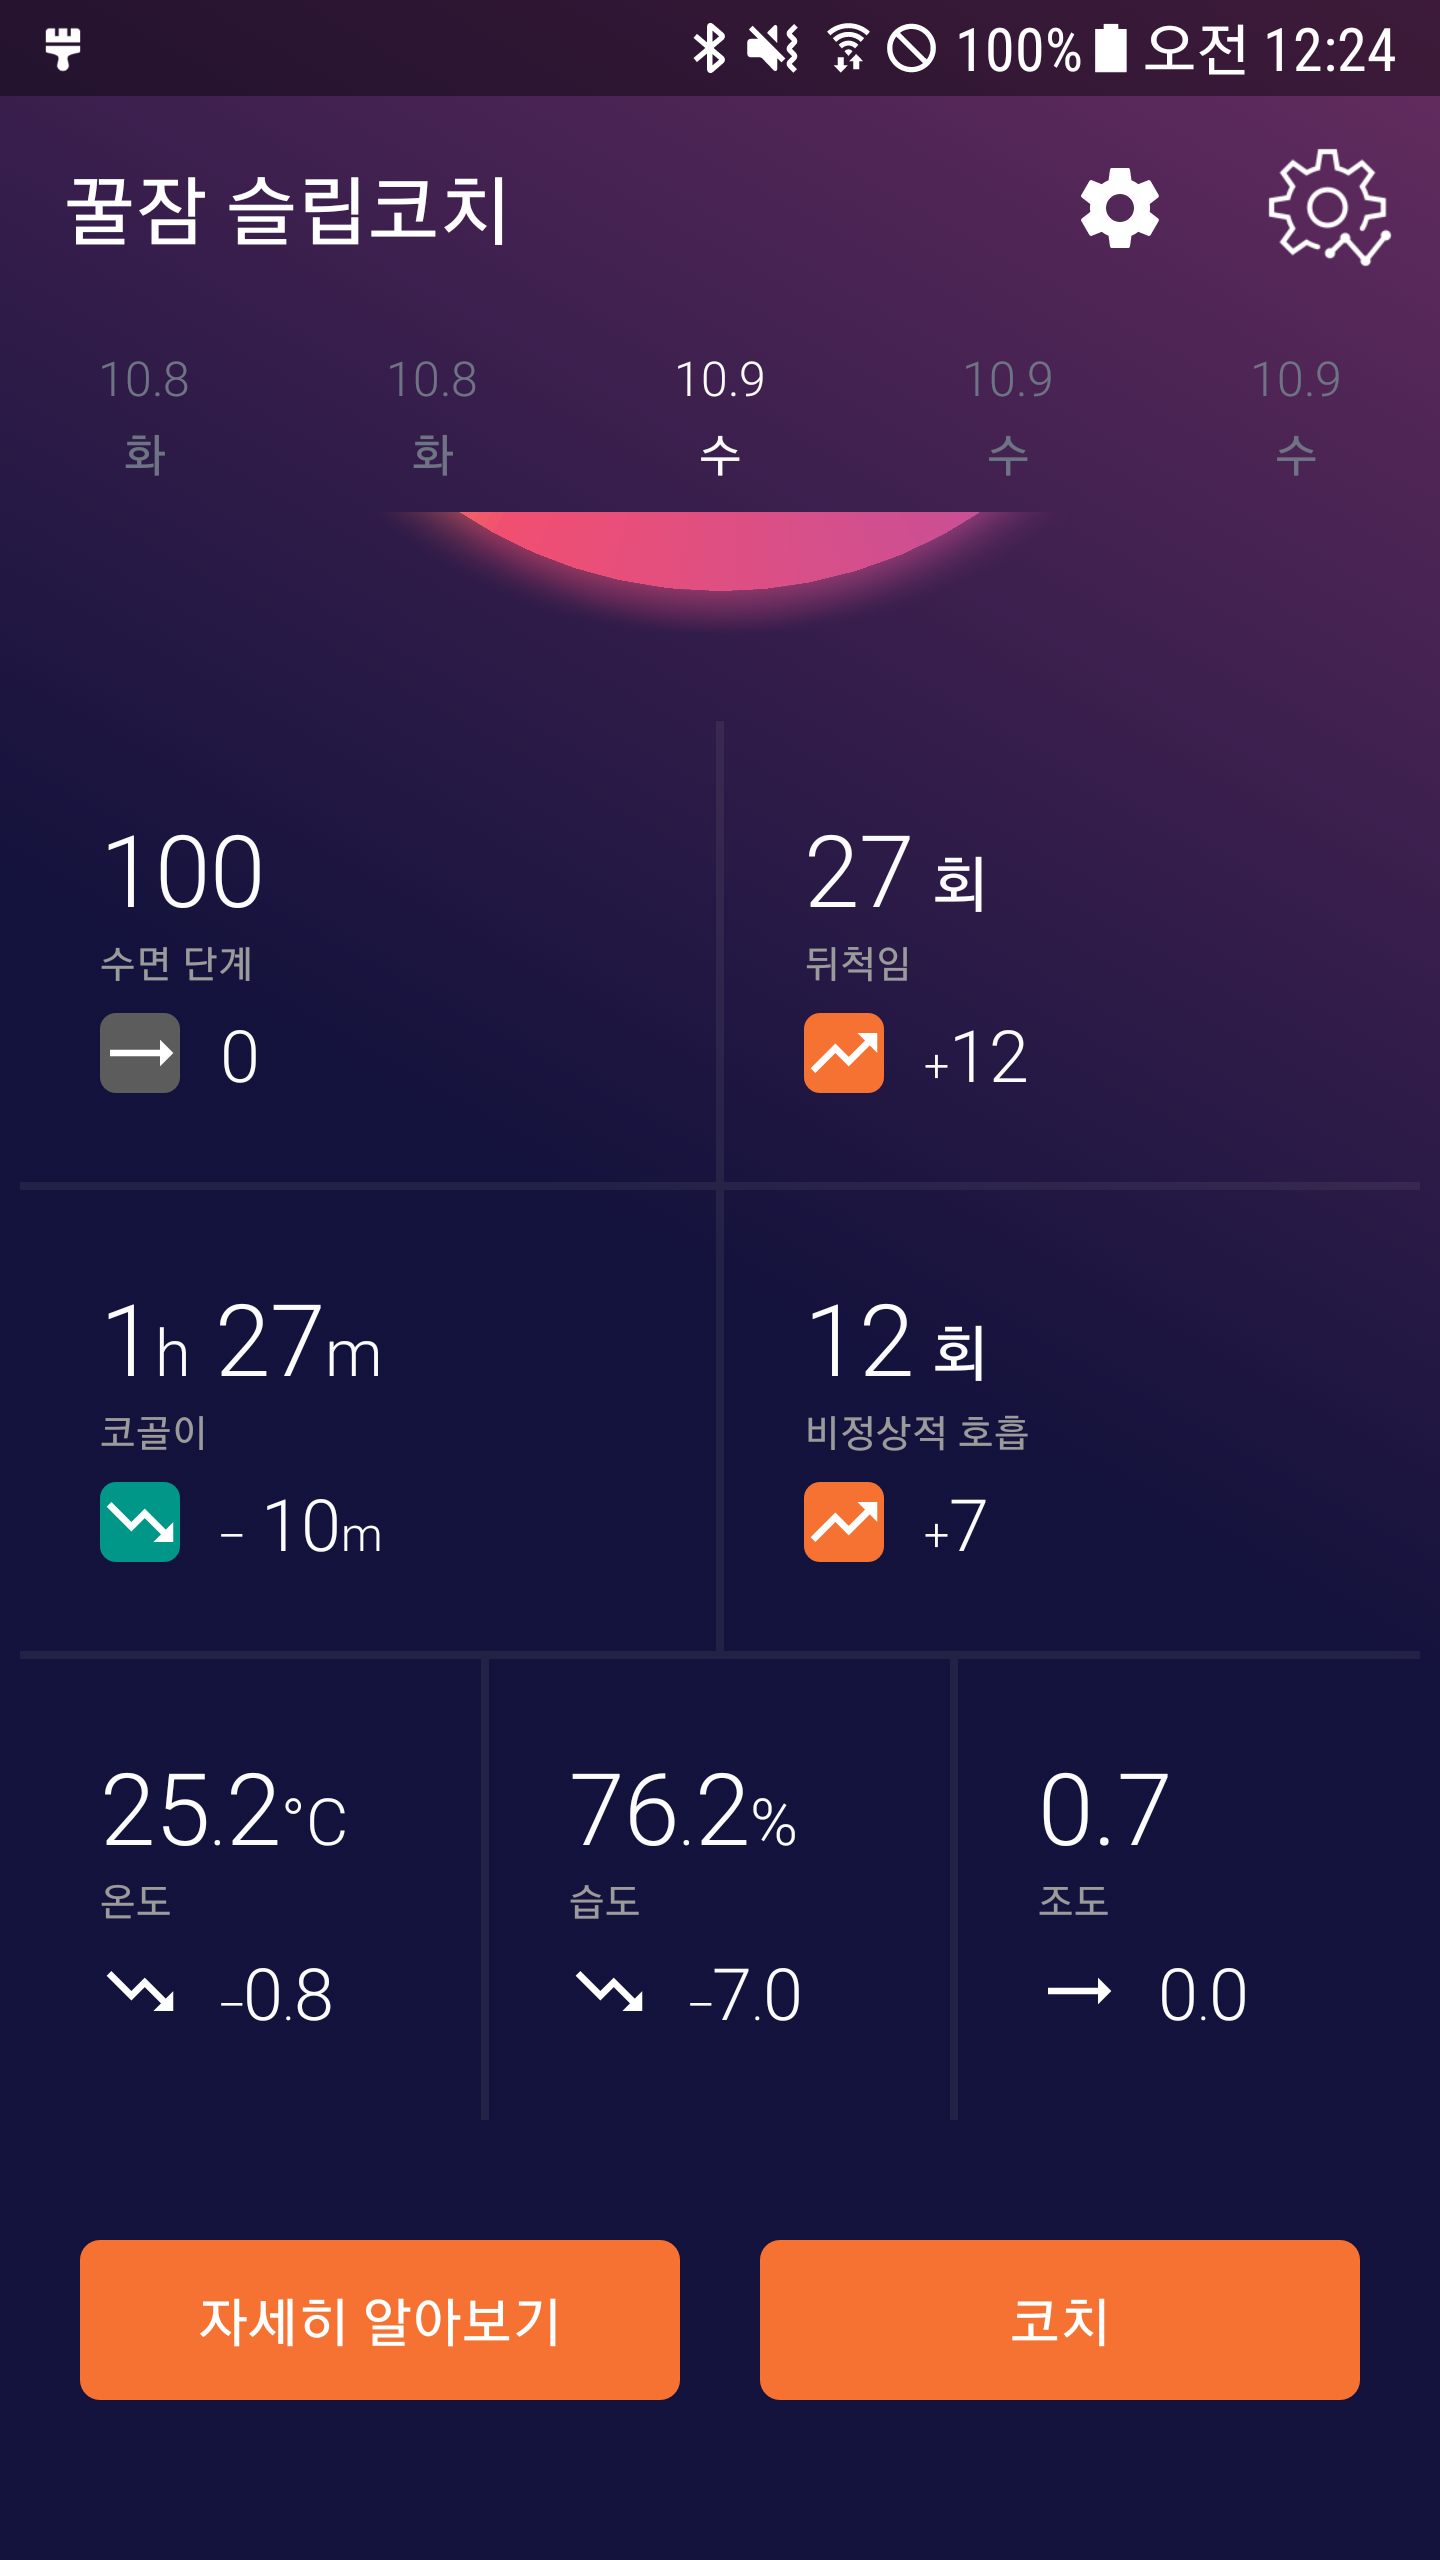 100% 오전 12:24
꿀잠 슬립코치
10.8 10.8 10.9 10.9 10.9
화 화 수 수 수
100 27 회
수면 단계 뒤척임
0 +12
1h 27m 12 회
코골이 비정상적 호흡
- 10m +7
25.2°C 76.2% 0.7
온도 습도 조도
-0.8 -7.0 0.0
자세히 알아보기 코치